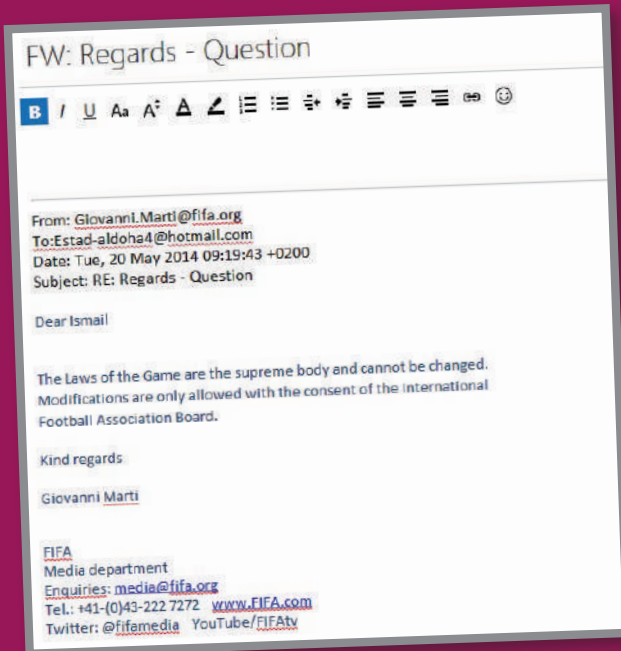 FW: Regards - Question
B I U Aa A A
From: Giovanni.Marti@fifa.org
To:Estad-aldoha4@hotmail.com
Date: Tue, 20 May 2014 09:19:43 +0200
Subject: RE: Regards - Question
Dear Ismail
The Laws of the Game are the supreme body and cannot be changed.
Modifications are only allowed with the consent of the International
Football Association Board.
Kind regards
Giovanni Marti
FIFA
Media department
Enquiries: media@fifa.org
Tel.: +41-(0)43-222 7272 www.FIFA.com
Twitter: @fifamedia YouTube/FIFAtv